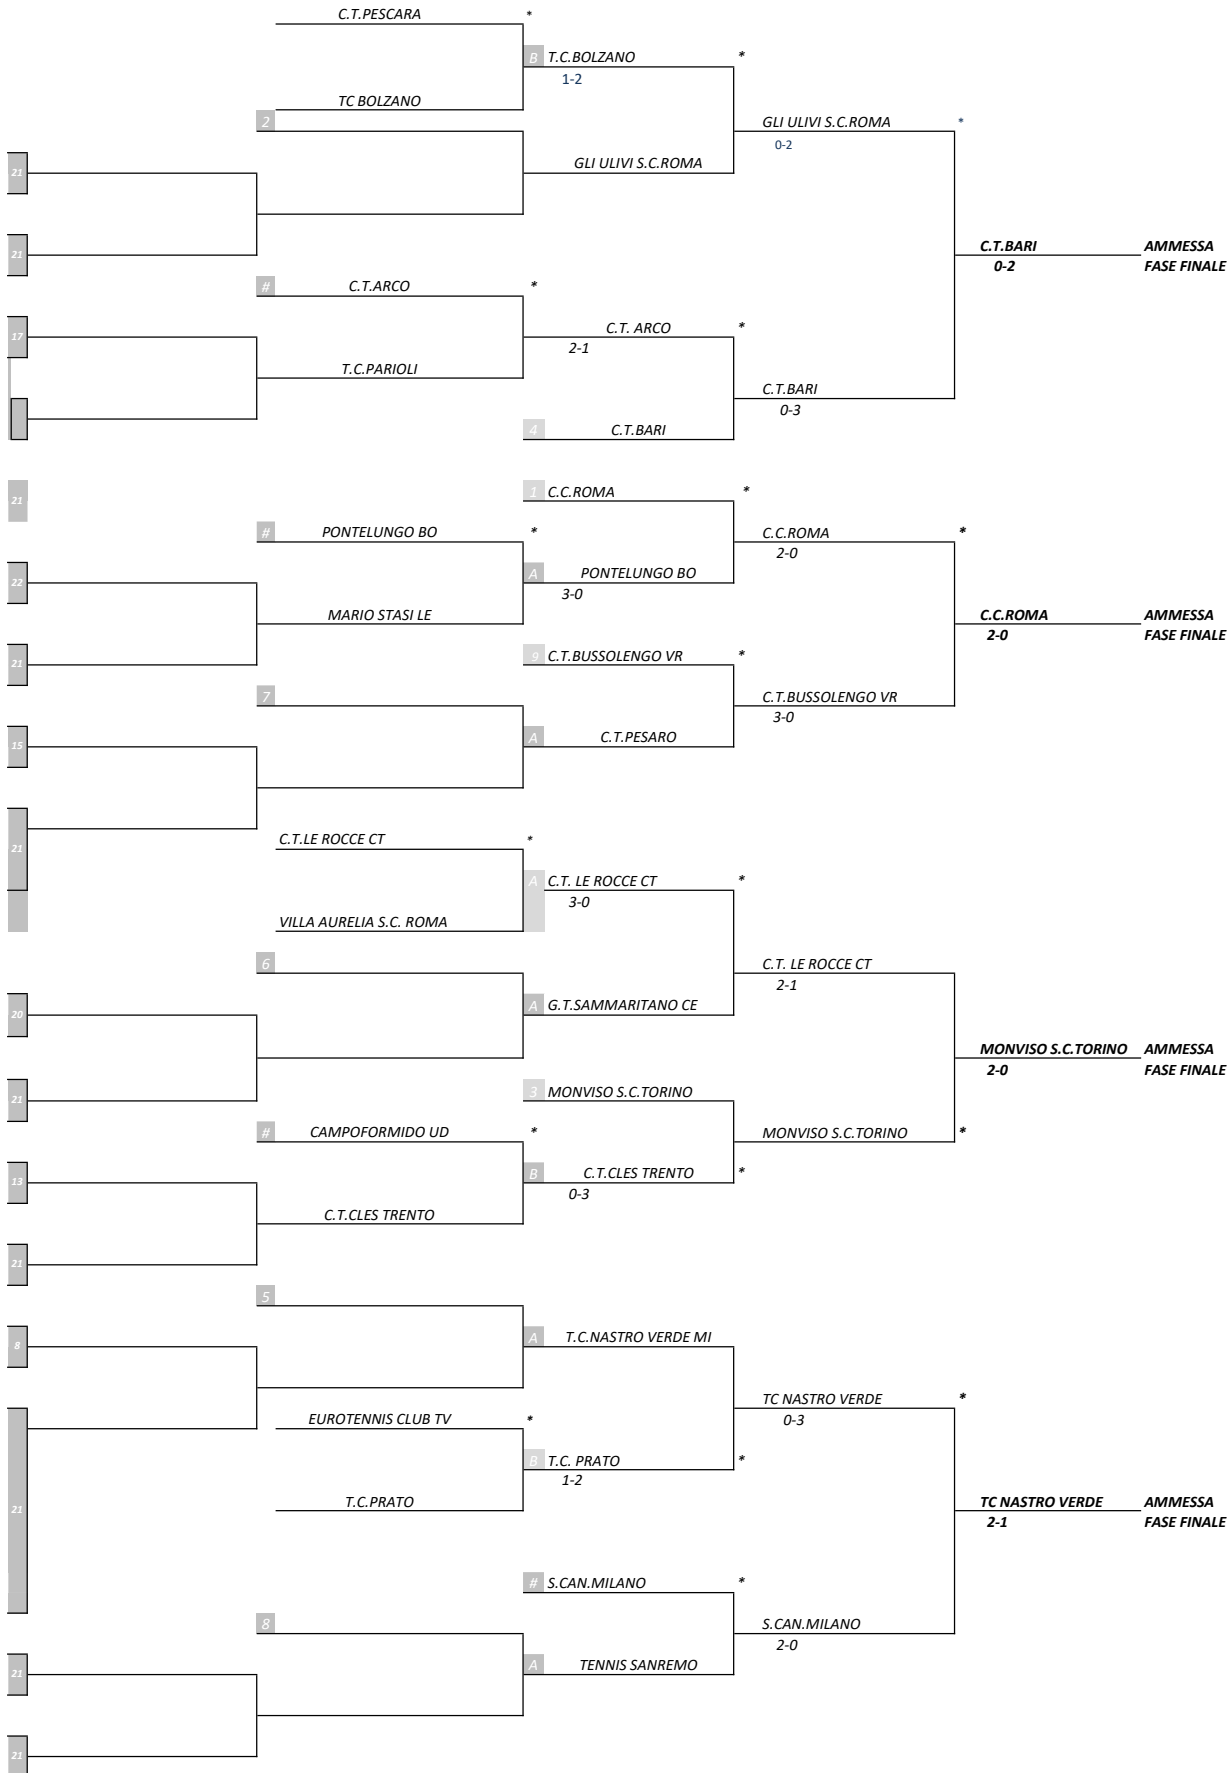 C.T.PESCARA *
B T.C.BOLZANO *
1-2
TC BOLZANO
2
GLI ULIVI S.C.ROMA *
0-2
GLI ULIVI S.C.ROMA
21
21
C.T.BARI AMMESSA
0-2 FASE FINALE
# C.T.ARCO *
17
C.T. ARCO *
2-1
T.C.PARIOLI
C.T.BARI
0-3
4 C.T.BARI
21
1 C.C.ROMA *
# PONTELUNGO BO *
C.C.ROMA *
2-0
22
A PONTELUNGO BO
3-0
MARIO STASI LE
C.C.ROMA AMMESSA
2-0 FASE FINALE
21
9 C.T.BUSSOLENGO VR *
7
C.T.BUSSOLENGO VR
3-0
15
A C.T.PESARO
21
C.T.LE ROCCE CT *
A C.T. LE ROCCE CT *
3-0
VILLA AURELIA S.C. ROMA
6
C.T. LE ROCCE CT
2-1
20
A G.T.SAMMARITANO CE
MONVISO S.C.TORINO AMMESSA
2-0 FASE FINALE
21
3 MONVISO S.C.TORINO
# CAMPOFORMIDO UD *
MONVISO S.C.TORINO *
13
B C.T.CLES TRENTO *
0-3
C.T.CLES TRENTO
21
5
8
A T.C.NASTRO VERDE MI
TC NASTRO VERDE *
0-3
EUROTENNIS CLUB TV *
B T.C. PRATO *
1-2
21
T.C.PRATO
TC NASTRO VERDE AMMESSA
2-1 FASE FINALE
# S.CAN.MILANO *
8
S.CAN.MILANO
2-0
21
A TENNIS SANREMO
21